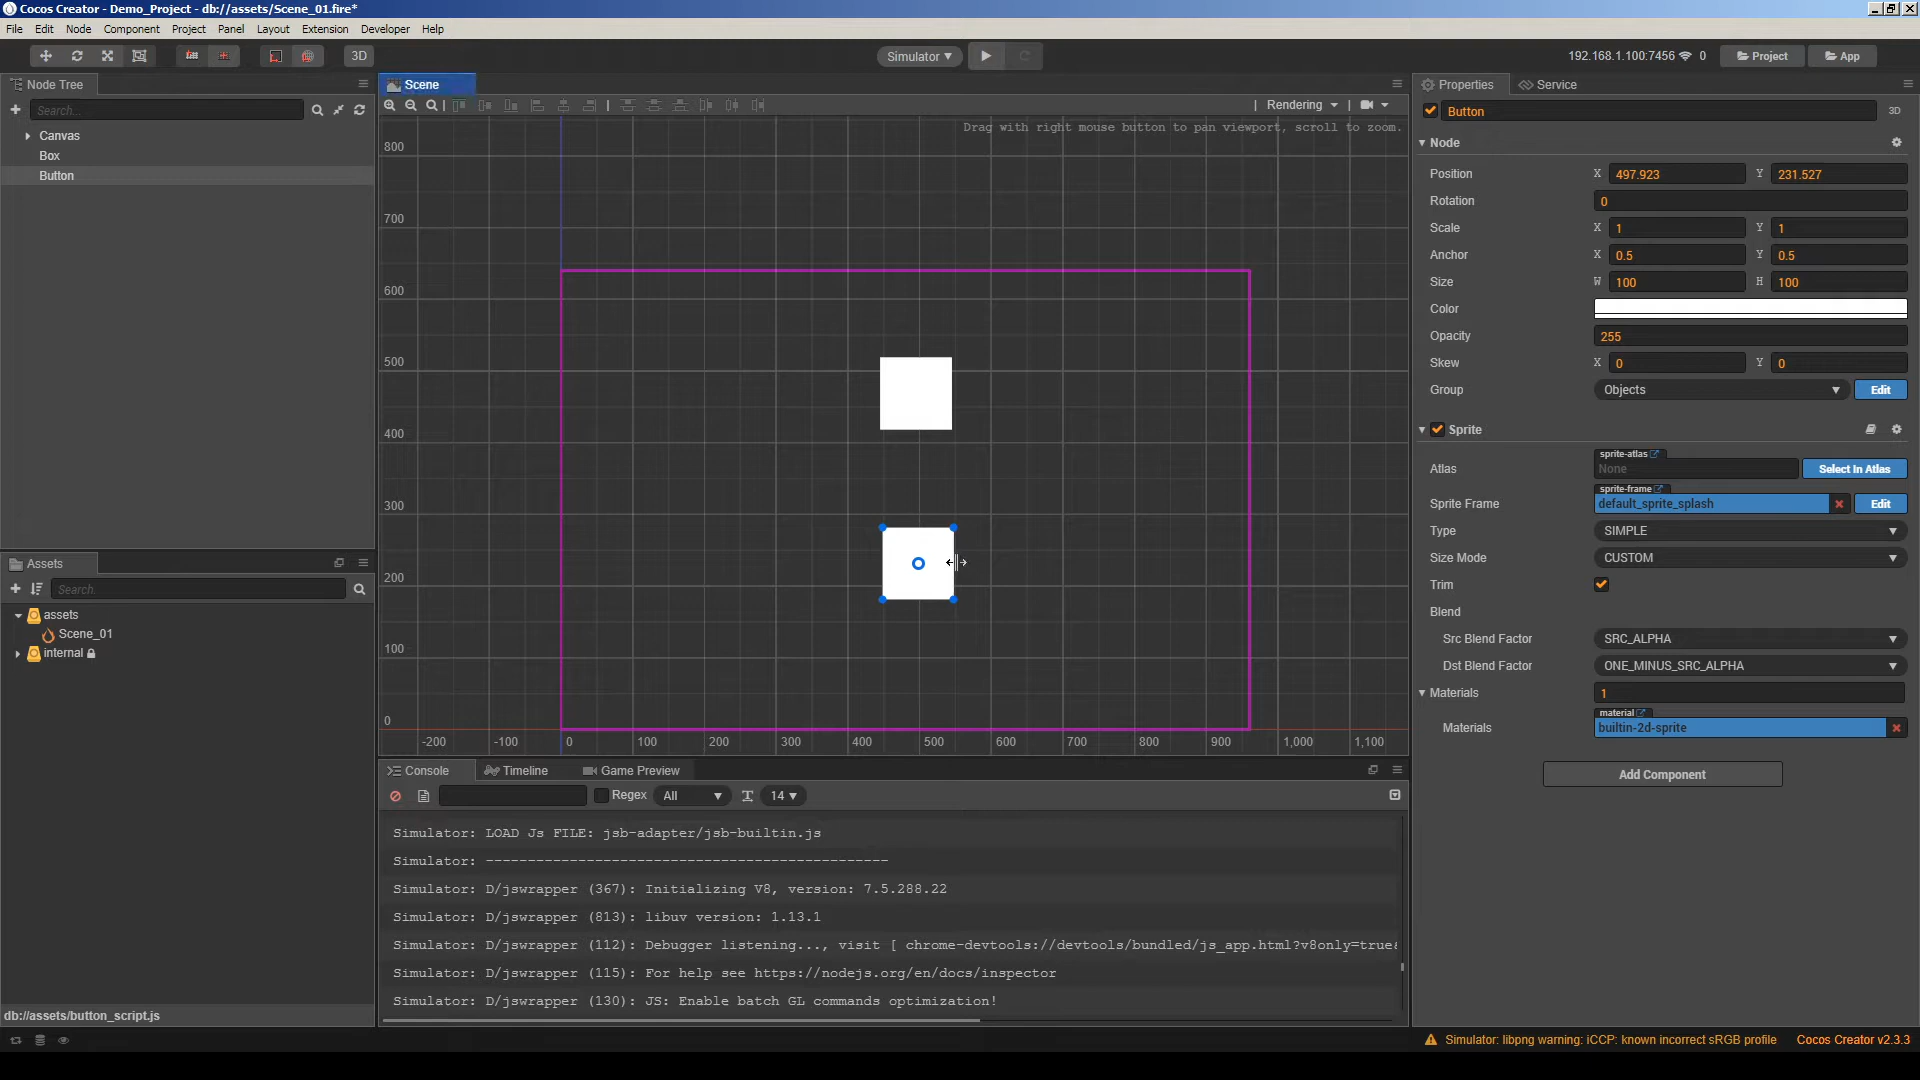 Cocos Creator - Demo_Project - db://assets/Scene_01.fire*
File Edit Node Component Project Panel Layout Extension Developer Help
3D
Simulator
192.168.1.100:7456 0
Project
App
Node Tree
Search...
Canvas
Box
Button
Scene
Rendering
Drag with right mouse button to pan viewport, scroll to zoom.
800
700
600
500
400
300
200
100
0
-200 -100 0 100 200 300 400 500 600 700 800 900 1,000 1,100
Assets
Search...
assets
Scene_01
internal
db://assets/button_script.js
Console Timeline Game Preview
Regex All 14
Simulator: LOAD Js FILE: jsb-adapter/jsb-builtin.js
Simulator: --------------------------------------------------
Simulator: D/jswrapper (367): Initializing V8, version: 7.5.288.22
Simulator: D/jswrapper (813): libuv version: 1.13.1
Simulator: D/jswrapper (112): Debugger listening..., visit [ chrome-devtools://devtools/bundled/js_app.html?v8only=true&
Simulator: D/jswrapper (115): For help see https://nodejs.org/en/docs/inspector
Simulator: D/jswrapper (130): JS: Enable batch GL commands optimization!
Properties Service
Button 3D
Node
Position X 497.923 Y 231.527
Rotation 0
Scale X 1 Y 1
Anchor X 0.5 Y 0.5
Size W 100 H 100
Color
Opacity 255
Skew X 0 Y 0
Group Objects Edit
Sprite
sprite-atlas
Atlas None Select In Atlas
sprite-frame
Sprite Frame default_sprite_splash Edit
Type SIMPLE
Size Mode CUSTOM
Trim
Blend
Src Blend Factor SRC_ALPHA
Dst Blend Factor ONE_MINUS_SRC_ALPHA
Materials 1
material
Materials builtin-2d-sprite
Add Component
Simulator: libpng warning: iCCP: known incorrect sRGB profile Cocos Creator v2.3.3